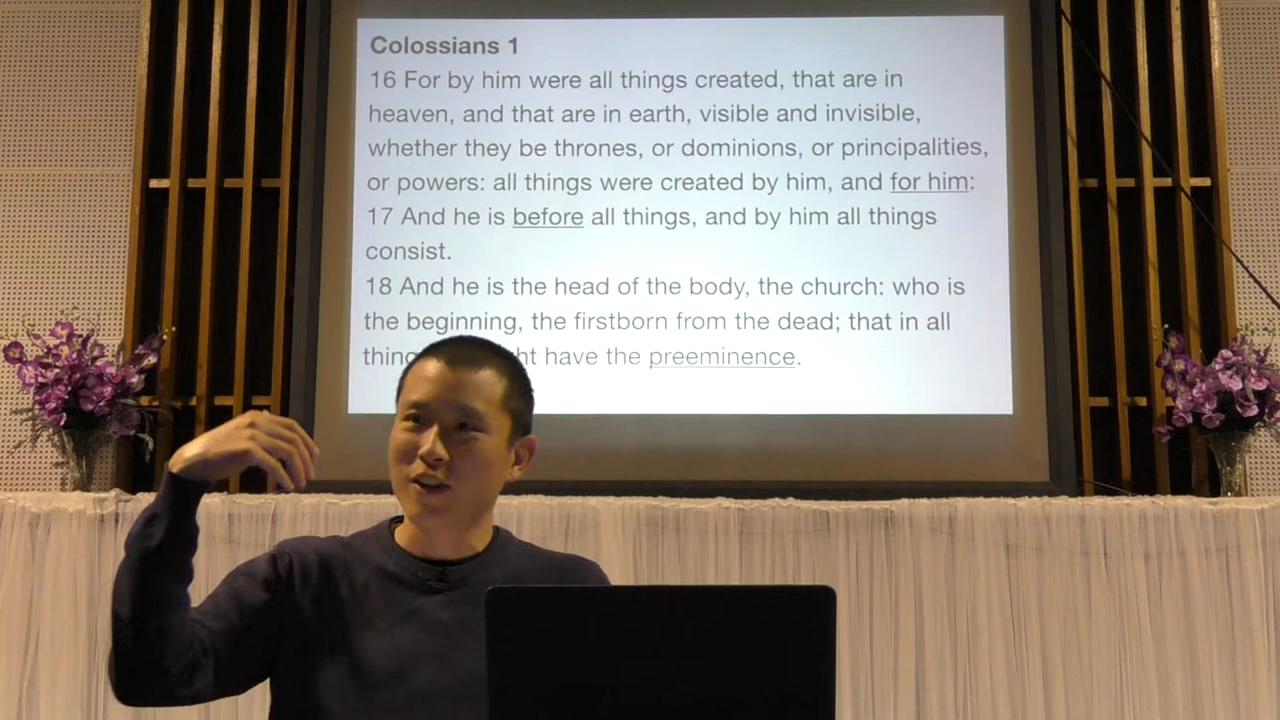 Colossians 1
16 For by him were all things created, that are in
heaven, and that are in earth, visible and invisible,
whether they be thrones, or dominions, or principalities,
or powers: all things were created by him, and for him:
17 And he is before all things, and by him all things
consist.
18 And he is the head of the body, the church: who is
the beginning, the firstborn from the dead; that in all
have the preeminence.